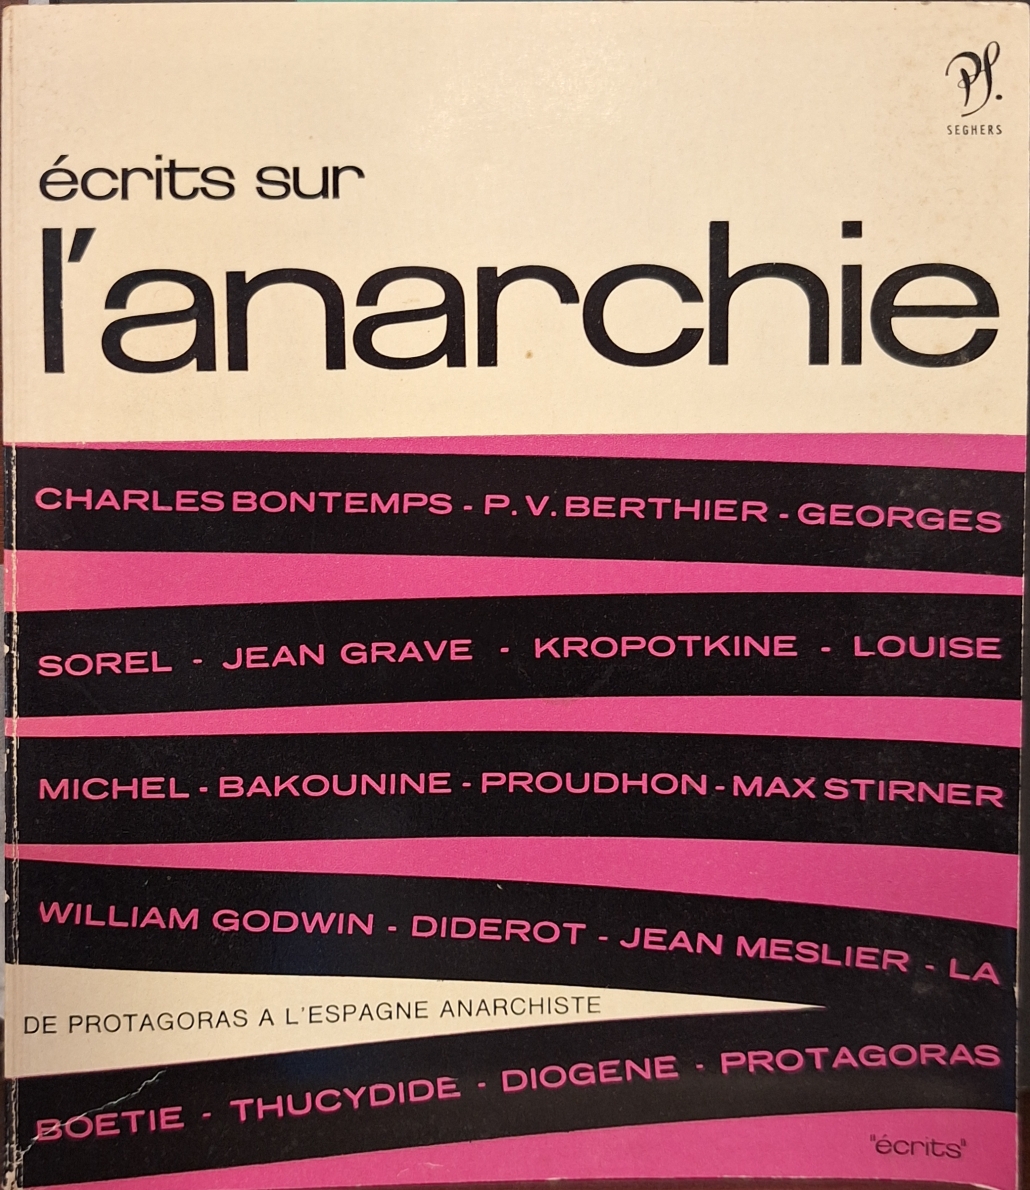 Ps.
SEGHERS
écrits sur
l'anarchie
CHARLES BONTEMPS - P. V. BERTHIER - GEORGES
SOREL - JEAN GRAVE - KROPOTKINE - LOUISE
MICHEL - BAKOUNINE - PROUDHON - MAX STIRNER
WILLIAM GODWIN - DIDEROT - JEAN MESLIER - LA
DE PROTAGORAS A L'ESPAGNE ANARCHISTE
BOETIE - THUCYDIDE - DIOGENE - PROTAGORAS
"écrits"